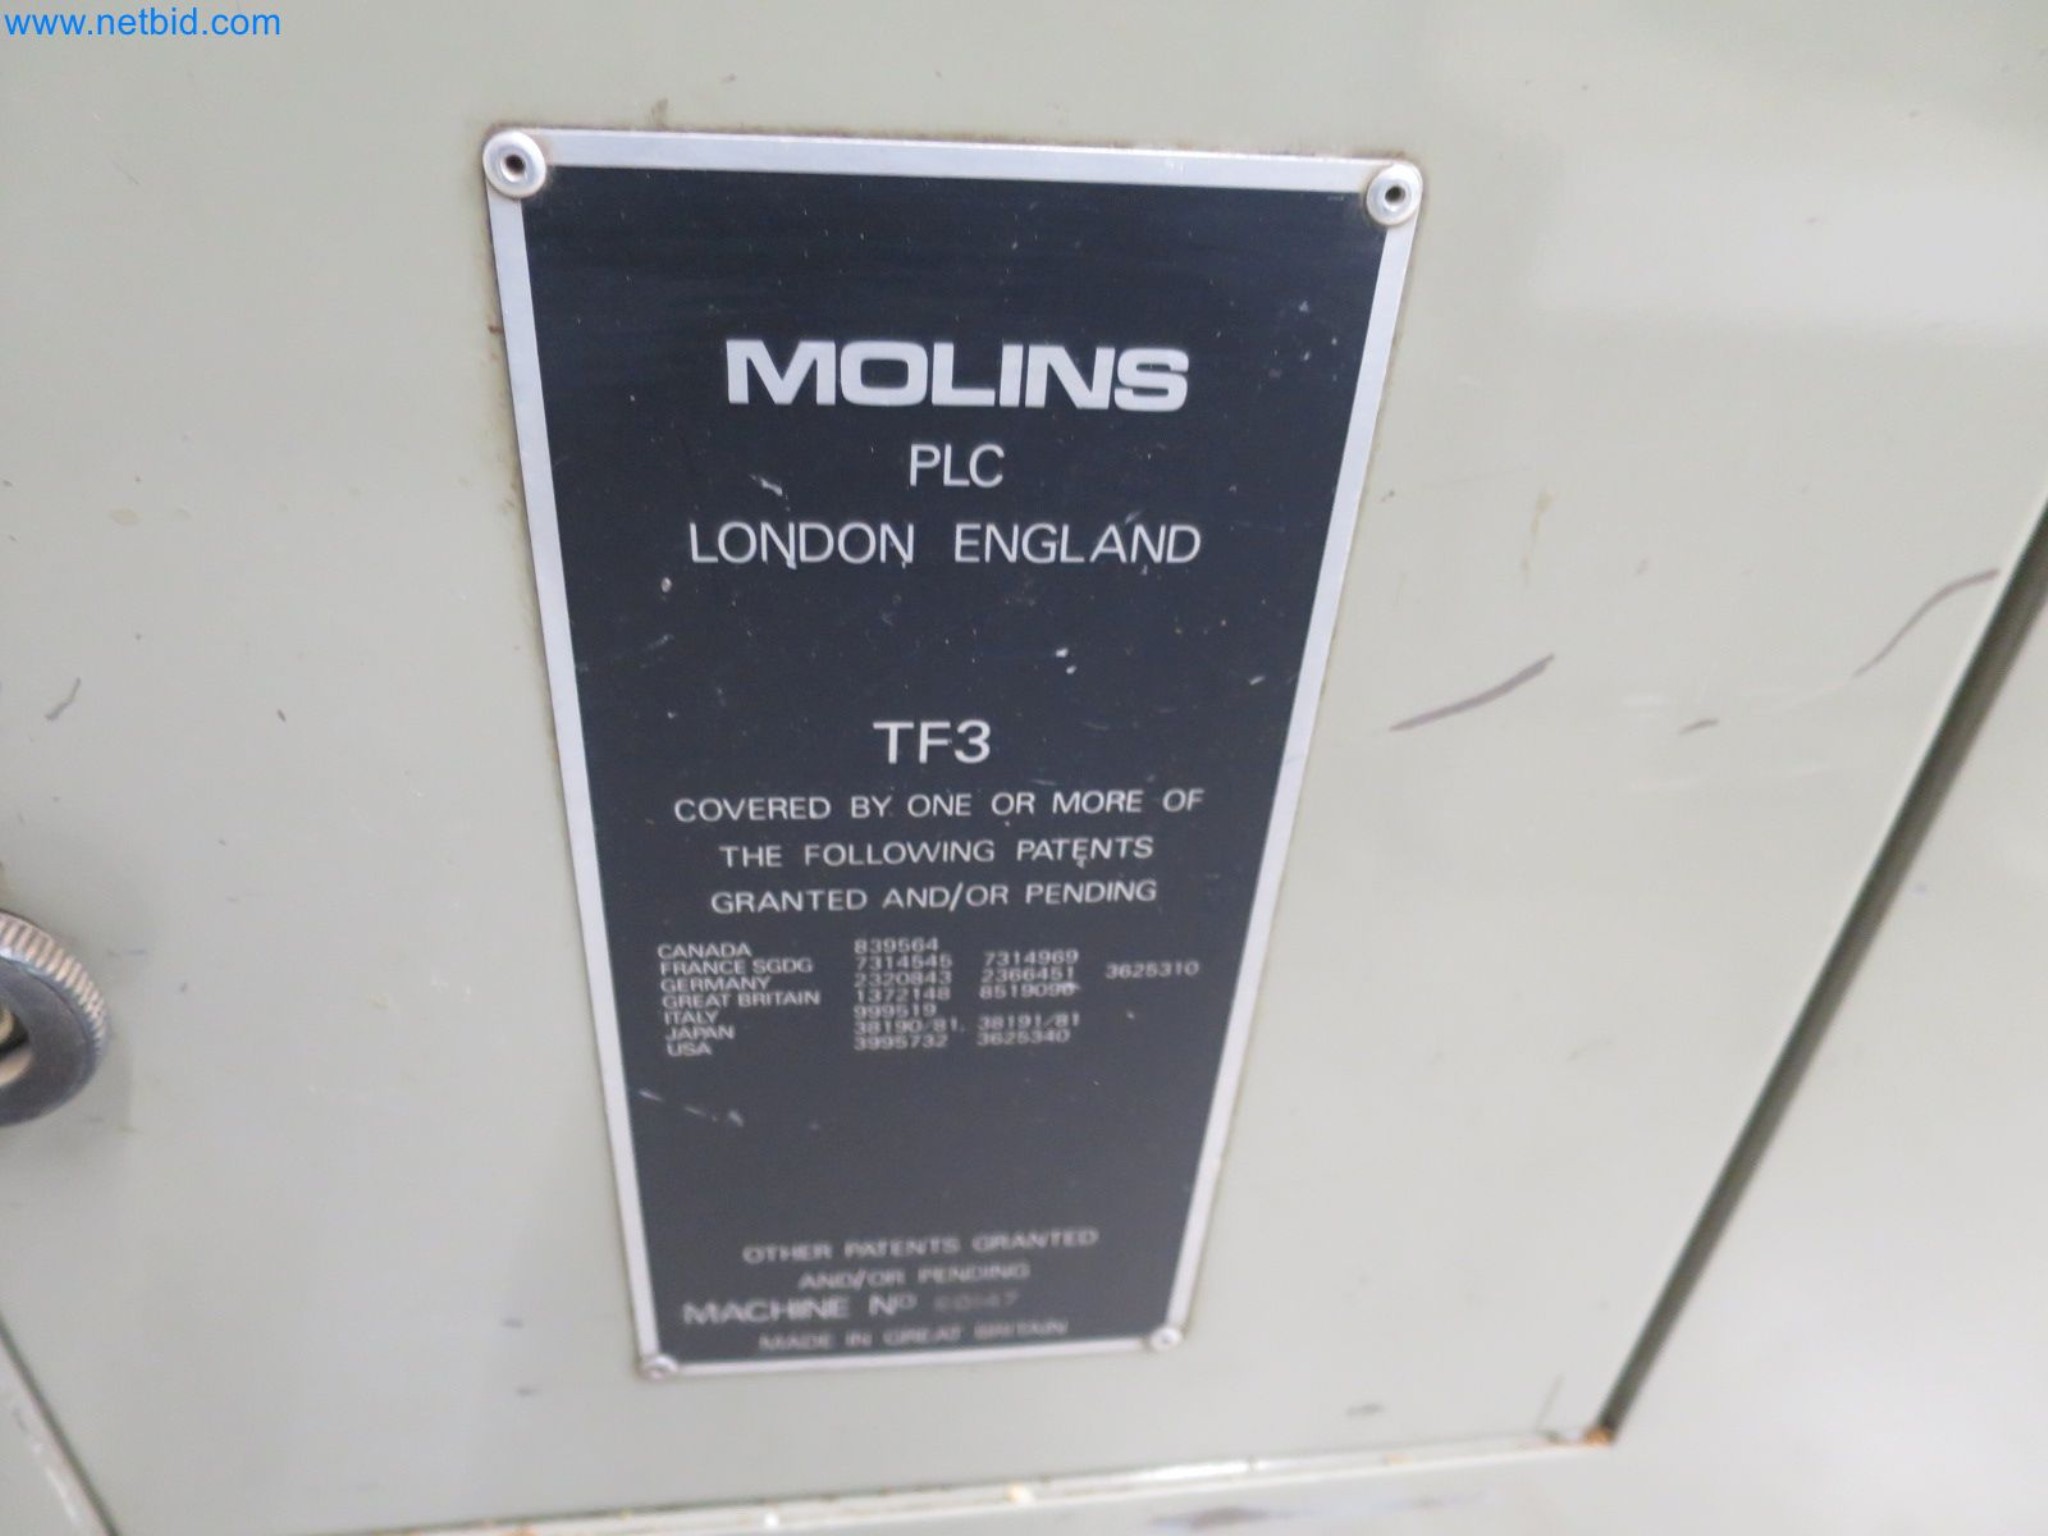 www.netbid.com
MOLINS
PLC
LONDON ENGLAND
TF3
COVERED BY ONE OR MORE OF
THE FOLLOWING PATENTS
GRANTED AND/OR PENDING
CANADA 839564
FRANCE SGDG 7314545 7314969
GERMANY 2320843 2366451 3625310
GREAT BRITAIN 1372148 8519096
ITALY 999519
JAPAN 38190/81. 38191/81
USA 3995732 3625340
OTHER PATENTS GRANTED
AND/OR PENDING
MACHINE Nº
MADE IN GREAT BRITAIN